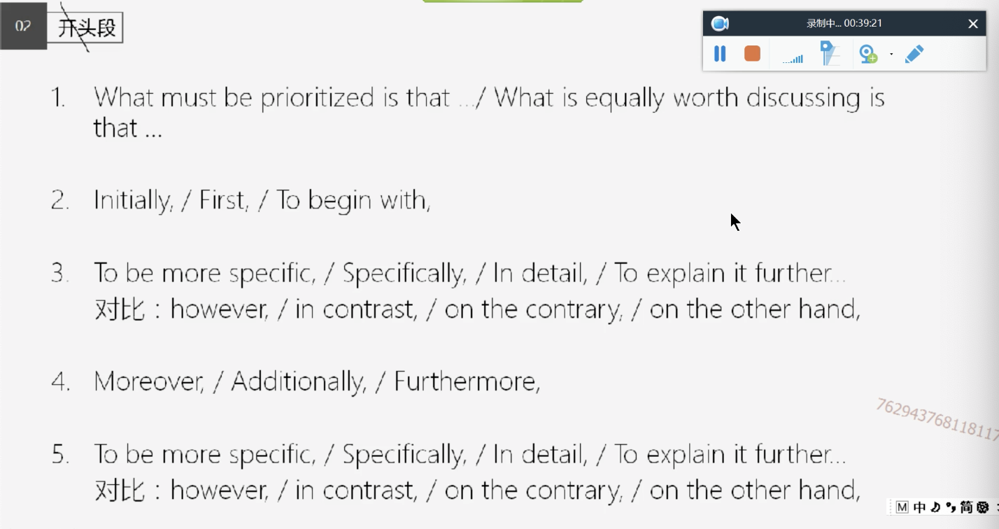 02
开头段
录制中... 00:39:21
1. What must be prioritized is that .../ What is equally worth discussing is
that ...
2. Initially, / First, / To begin with,
3. To be more specific, / Specifically, / In detail, / To explain it further...
对比：however, / in contrast, / on the contrary, / on the other hand,
4. Moreover, / Additionally, / Furthermore,
762943768118117
5. To be more specific, / Specifically, / In detail, / To explain it further...
对比：however, / in contrast, / on the contrary, / on the other hand,
M 中 简